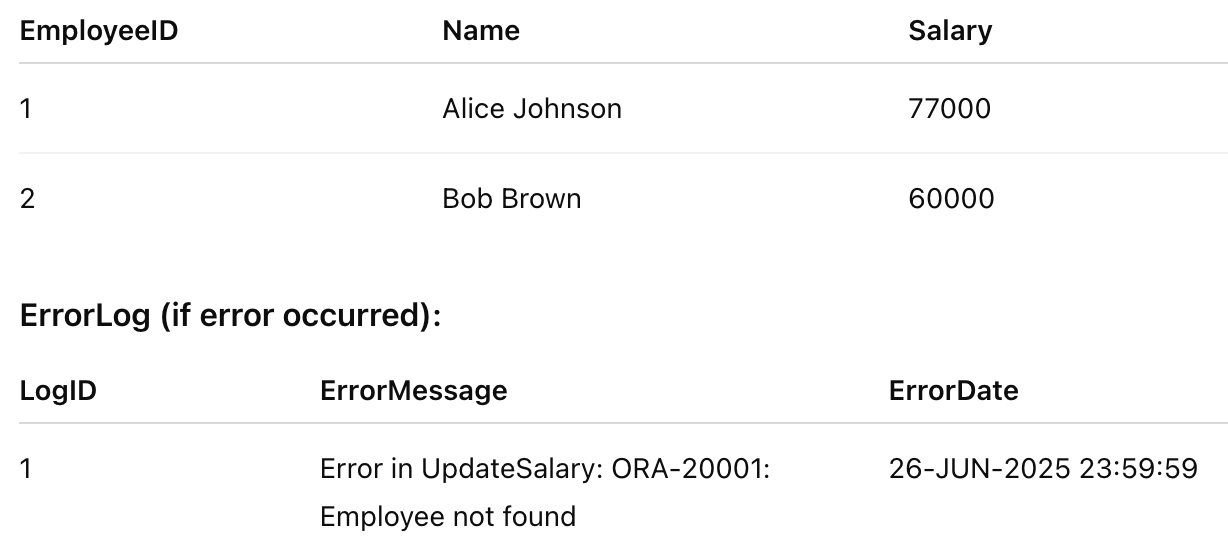 EmployeeID Name Salary
1 Alice Johnson 77000
2 Bob Brown 60000
ErrorLog (if error occurred):
LogID ErrorMessage ErrorDate
1 Error in UpdateSalary: ORA-20001: 26-JUN-2025 23:59:59
Employee not found